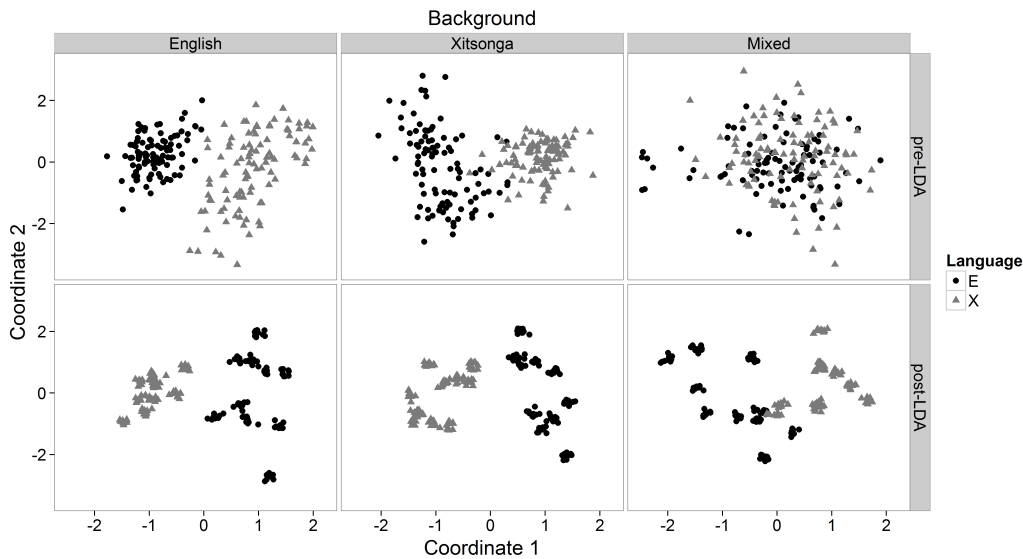 Background
English Xitsonga Mixed
2
0
-2
pre-LDA
Coordinate 2
Language
E
X
2
0
-2
post-LDA
-2 -1 0 1 2 -2 -1 0 1 2 -2 -1 0 1 2
Coordinate 1